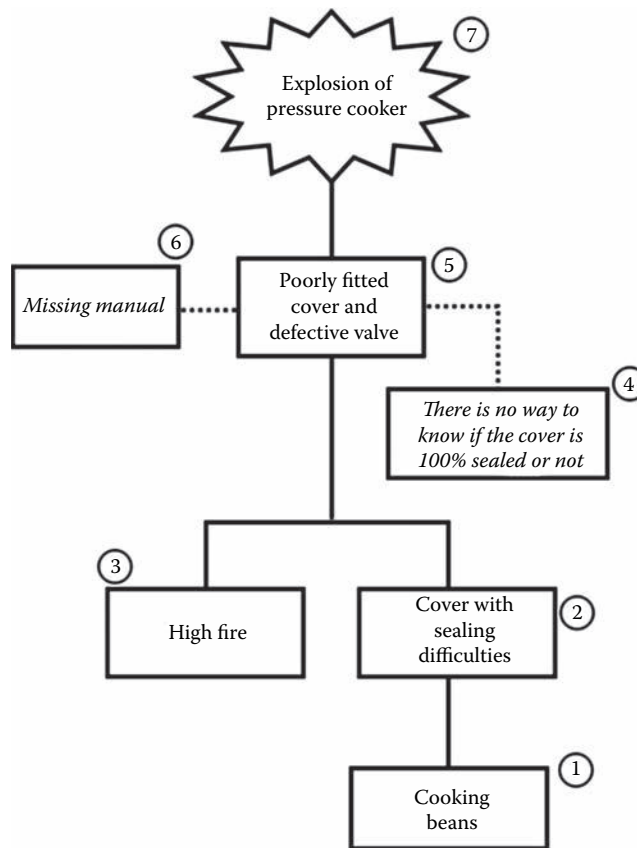 7
Explosion of
pressure cooker
6
Missing manual
5
Poorly fitted
cover and
defective valve
4
There is no way to
know if the cover is
100% sealed or not
3
High fire
2
Cover with
sealing
difficulties
1
Cooking
beans